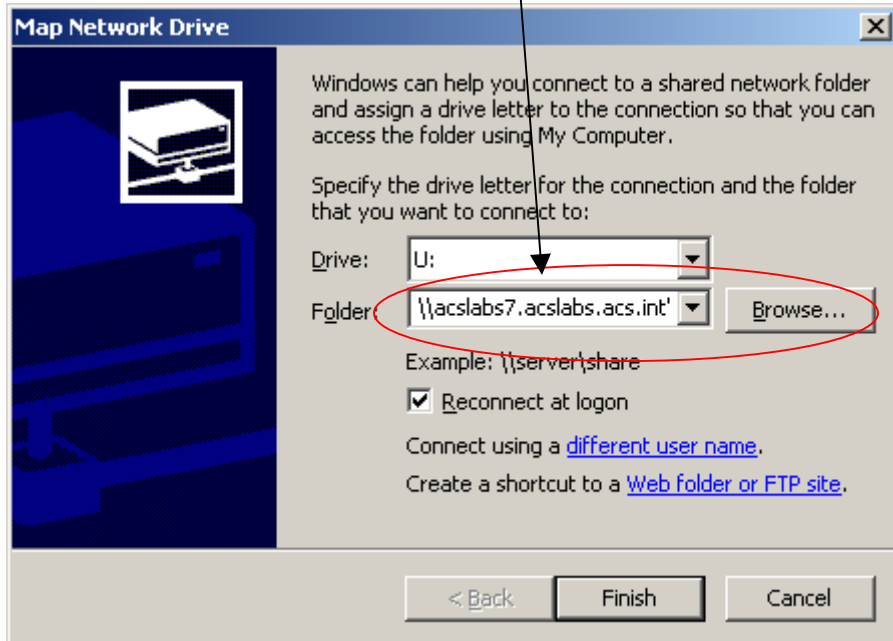 Map Network Drive
Windows can help you connect to a shared network folder
and assign a drive letter to the connection so that you can
access the folder using My Computer.
Specify the drive letter for the connection and the folder
that you want to connect to:
Drive: U:
Folder: \\acslabs7.acslabs.acs.int' Browse...
Example: \\server\share
Reconnect at logon
Connect using a different user name.
Create a shortcut to a Web folder or FTP site.
< Back Finish Cancel